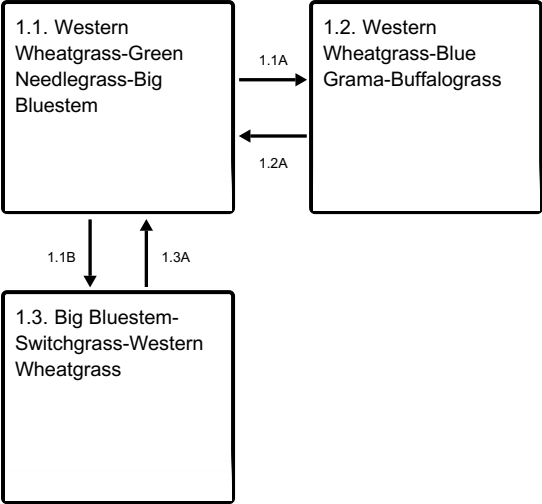 1.1. Western
Wheatgrass-Green
Needlegrass-Big
Bluestem
1.1A
1.2. Western
Wheatgrass-Blue
Grama-Buffalograss
1.2A
1.1B
1.3A
1.3. Big Bluestem-
Switchgrass-Western
Wheatgrass